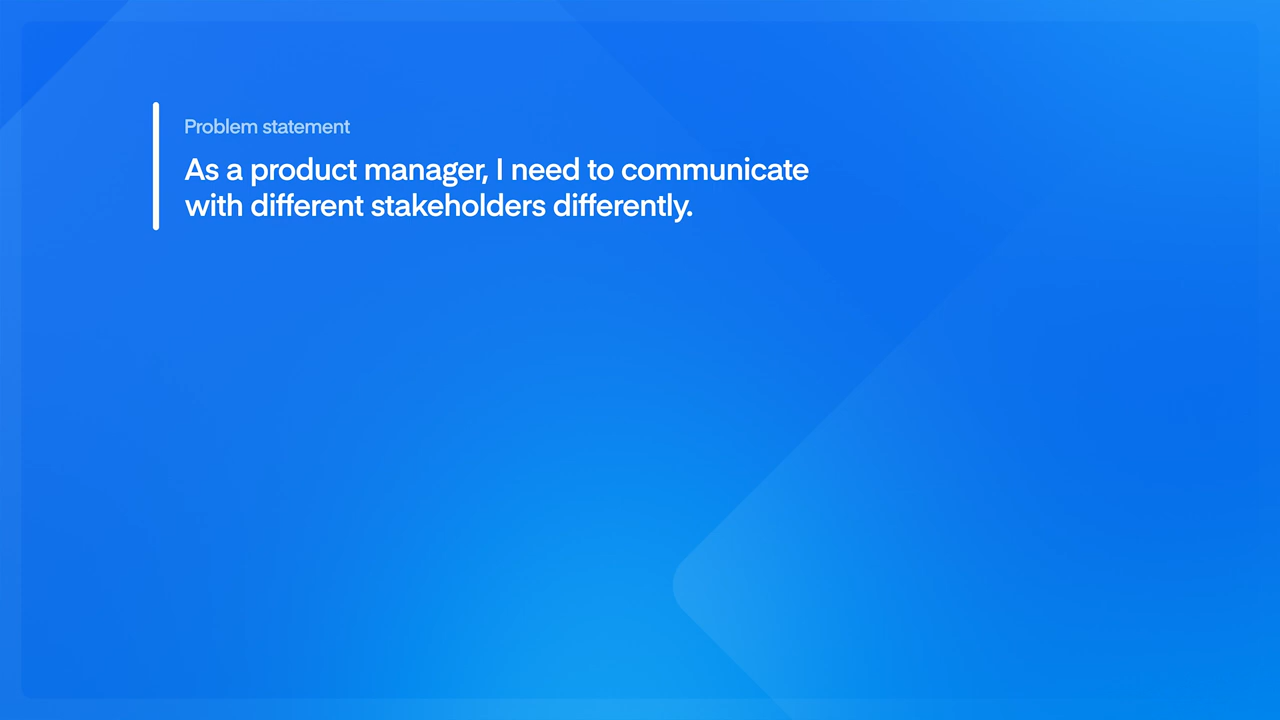 Problem statement
As a product manager, I need to communicate
with different stakeholders differently.